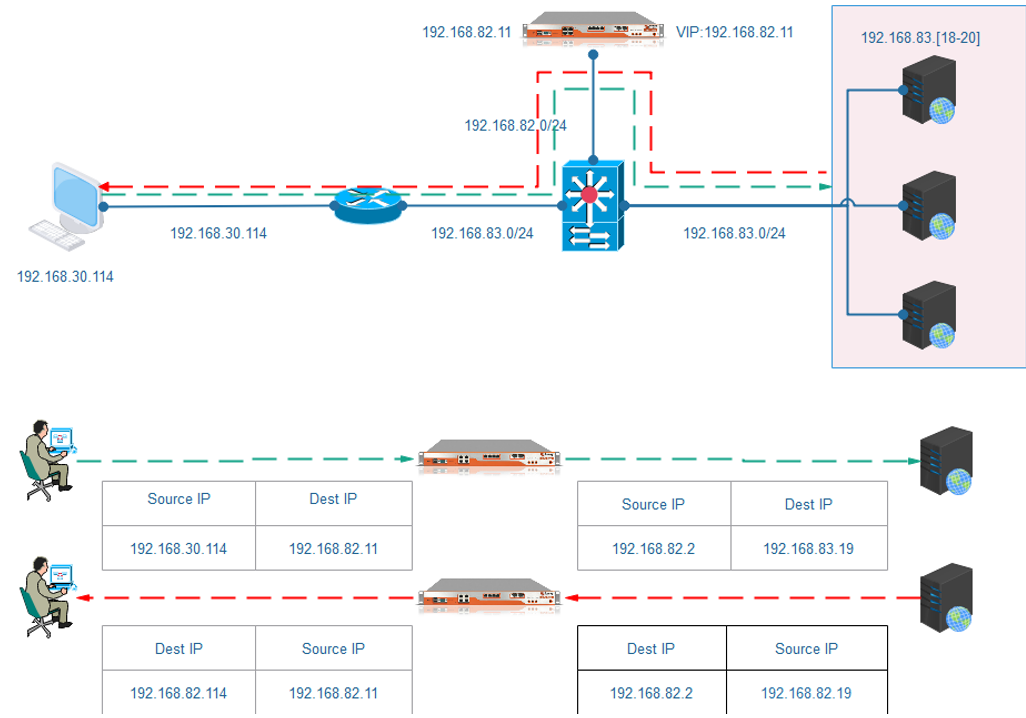 192.168.82.11
VIP:192.168.82.11
192.168.83.[18-20]
192.168.82.0/24
192.168.30.114
192.168.83.0/24
192.168.83.0/24
192.168.30.114
Source IP Dest IP
192.168.30.114 192.168.82.11
Source IP Dest IP
192.168.82.2 192.168.83.19
Dest IP Source IP
192.168.82.114 192.168.82.11
Dest IP Source IP
192.168.82.2 192.168.82.19